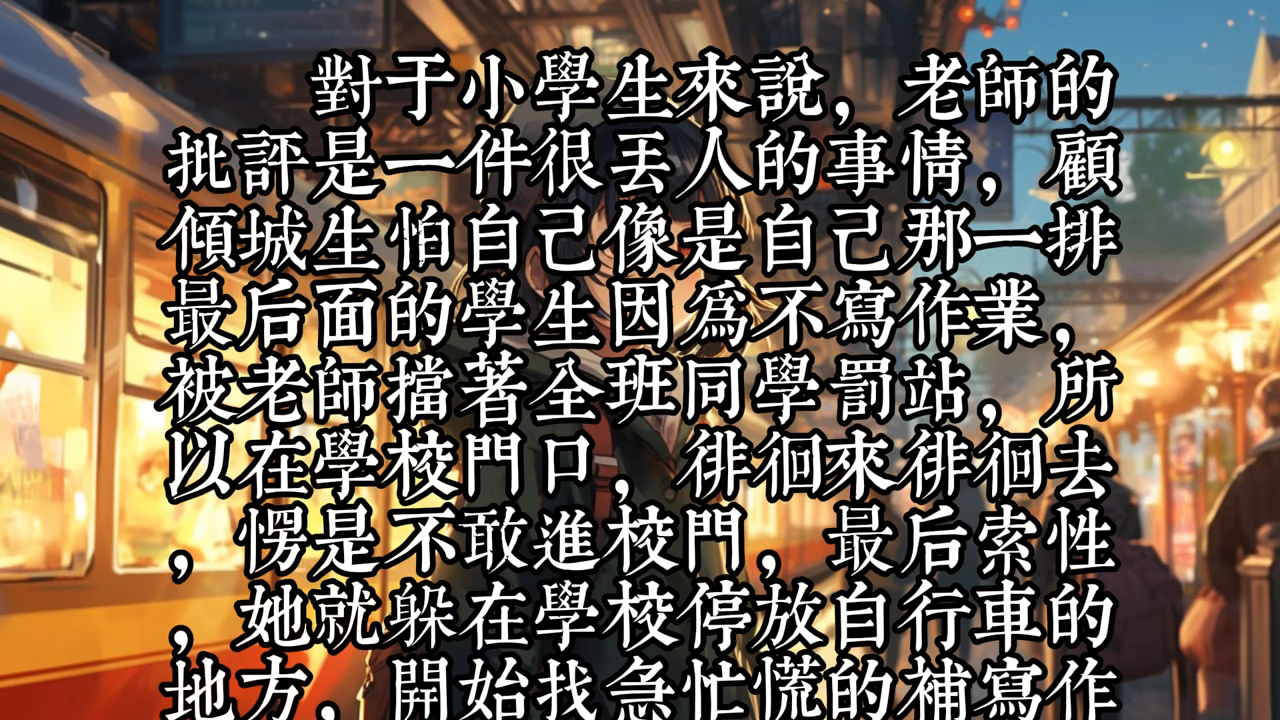 對于小學生來說，老師的
批評是一件很丟人的事情，顧
傾城生怕自己像是自己那一排
最后面的學生因為不寫作業，
被老師擋著全班同學罰站，所
以在學校門口，徘徊來徘徊去
，愣是不敢進校門，最后索性
，她就躲在學校停放自行車的
地方，開始找急忙慌的補寫作